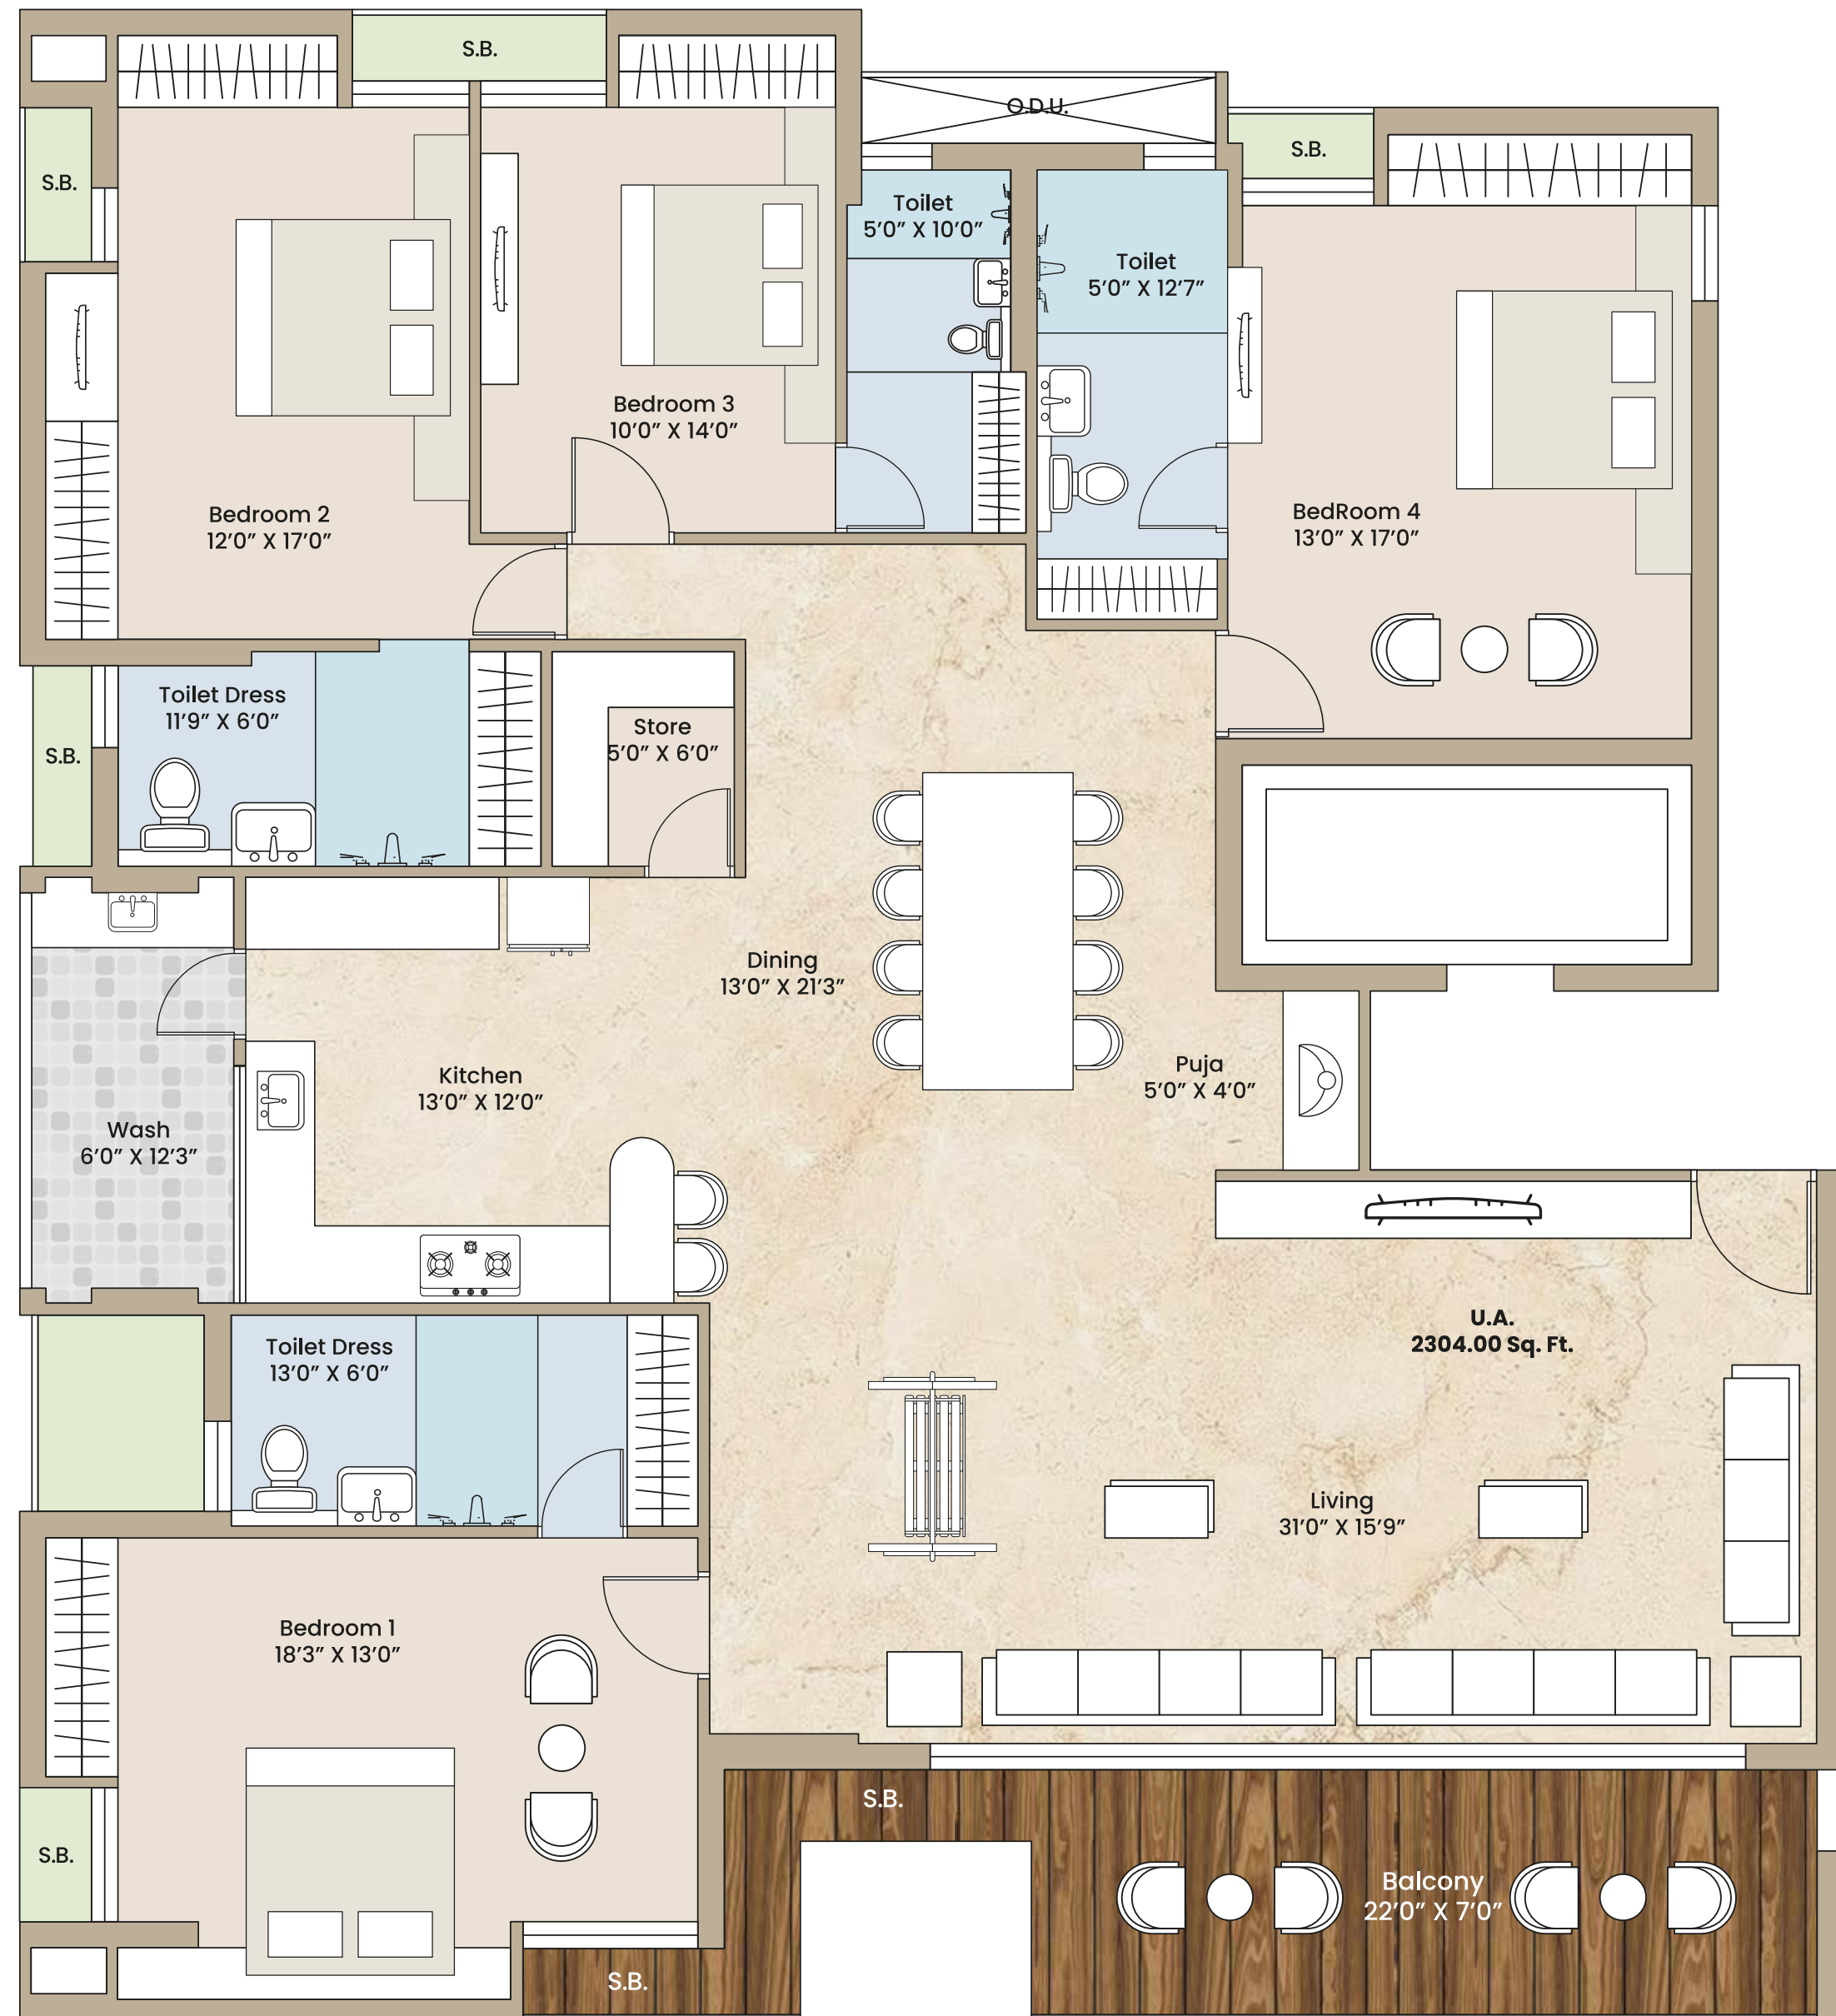 S.B.
O.D.U.
S.B.
S.B.
Toilet
5’0” X 10’0”
Toilet
5’0” X 12’7”
Bedroom 3
10’0” X 14’0”
Bedroom 2
12’0” X 17’0”
BedRoom 4
13’0” X 17’0”
Toilet Dress
11’9” X 6’0”
Store
5’0” X 6’0”
S.B.
Dining
13’0” X 21’3”
Kitchen
13’0” X 12’0”
Puja
5’0” X 4’0”
Wash
6’0” X 12’3”
U.A.
2304.00 Sq. Ft.
Toilet Dress
13’0” X 6’0”
Living
31’0” X 15’9”
Bedroom 1
18’3” X 13’0”
S.B.
S.B.
Balcony
22’0” X 7’0”
S.B.